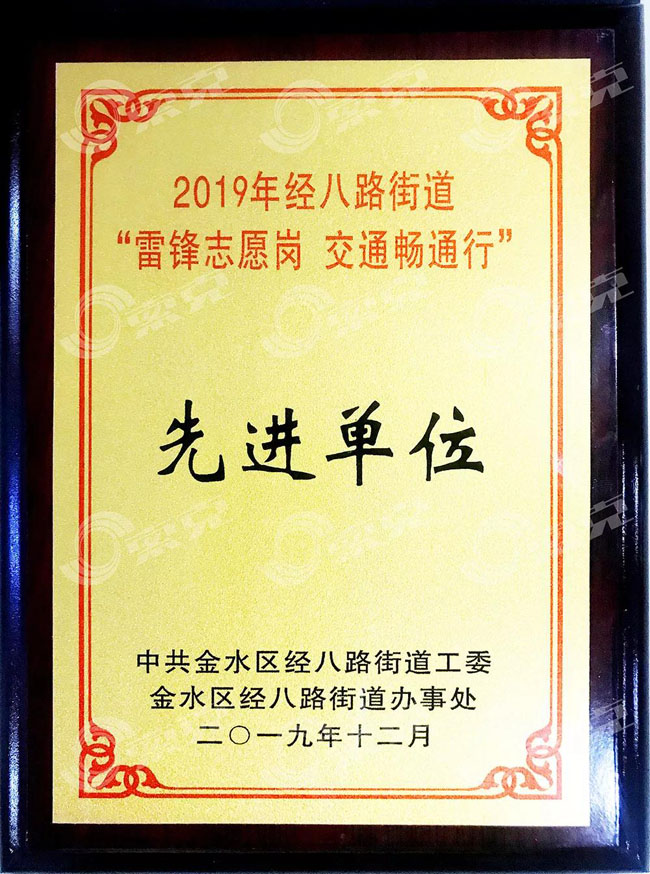 2019年经八路街道
“雷锋志愿岗 交通畅通行”
先进单位
中共金水区经八路街道工委
金水区经八路街道办事处
二〇一九年十二月
索克